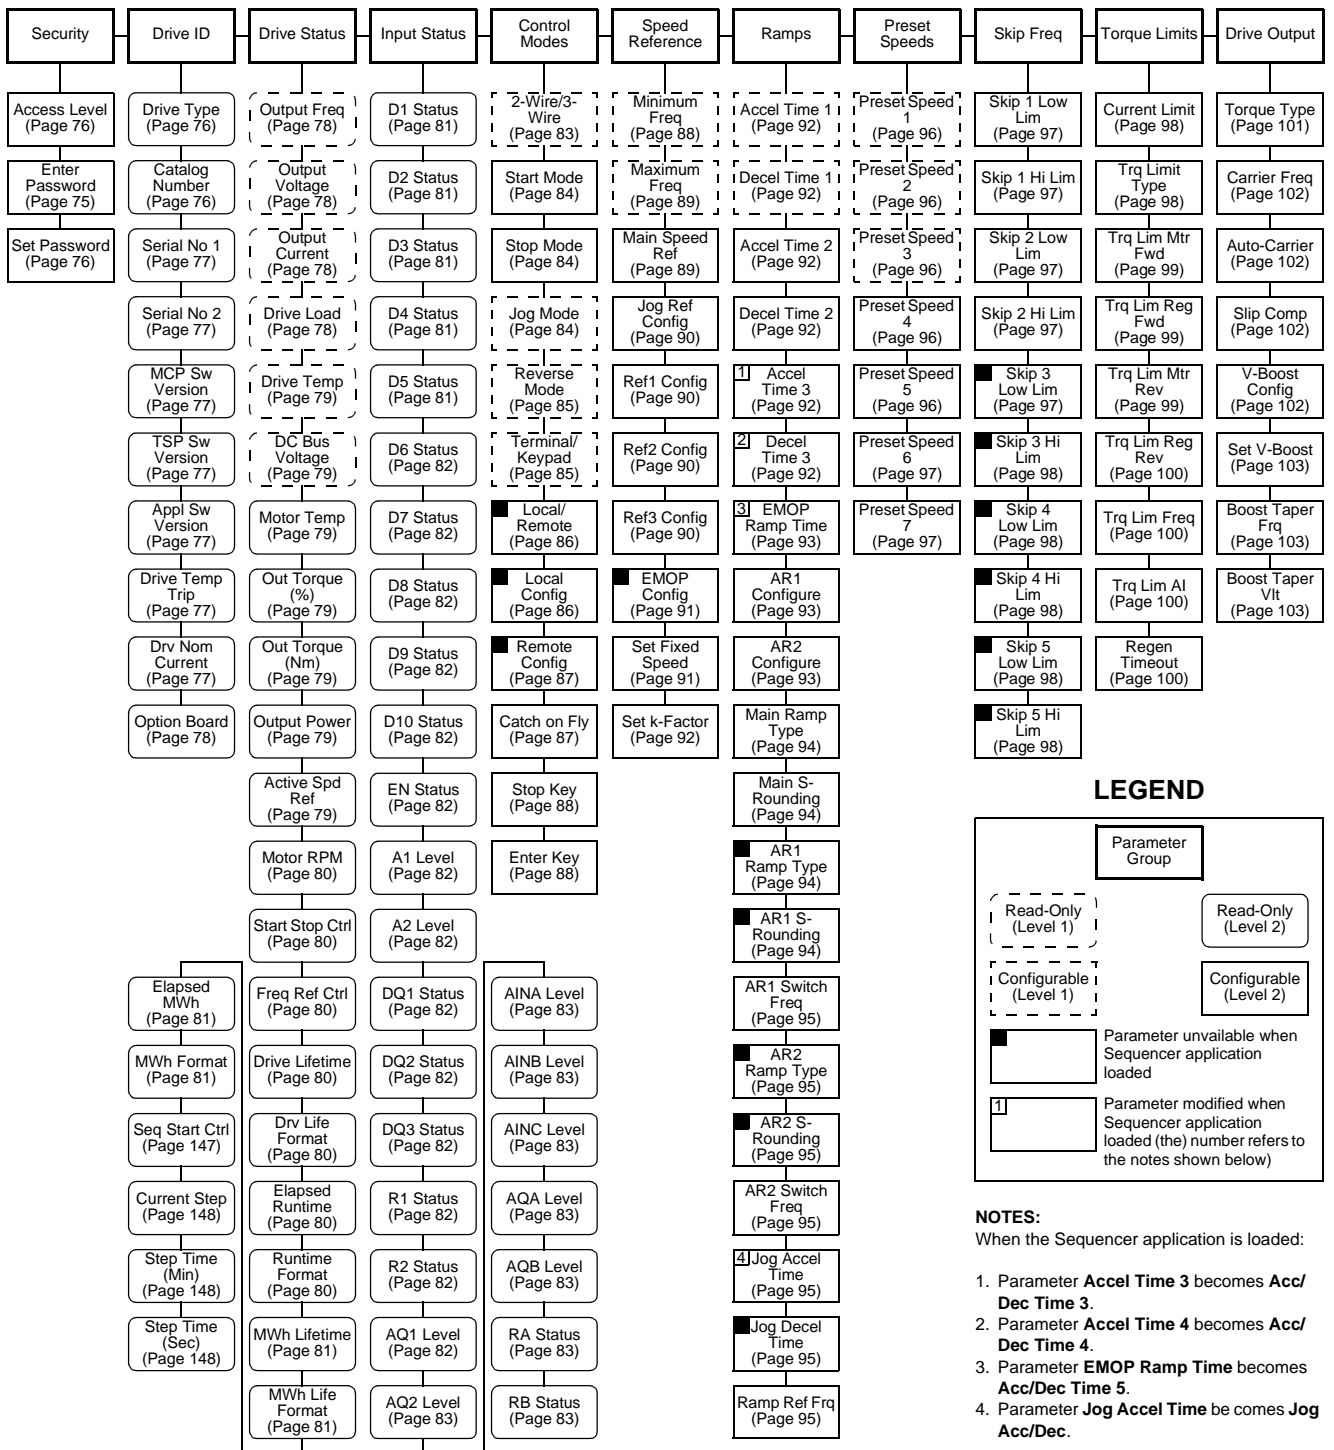 Security
Drive ID
Drive Status
Input Status
Control
Modes
Speed
Reference
Ramps
Preset
Speeds
Skip Freq
Torque Limits
Drive Output
Access Level
(Page 76)
Enter
Password
(Page 75)
Set Password
(Page 76)
Drive Type
(Page 76)
Catalog
Number
(Page 76)
Serial No 1
(Page 77)
Serial No 2
(Page 77)
MCP Sw
Version
(Page 77)
TSP Sw
Version
(Page 77)
Appl Sw
Version
(Page 77)
Drive Temp
Trip
(Page 77)
Drv Nom
Current
(Page 77)
Option Board
(Page 78)
Output Freq
(Page 78)
Output
Voltage
(Page 78)
Output
Current
(Page 78)
Drive Load
(Page 78)
Drive Temp
(Page 79)
DC Bus
Voltage
(Page 79)
Motor Temp
(Page 79)
Out Torque
(%)
(Page 79)
Out Torque
(Nm)
(Page 79)
Output Power
(Page 79)
Active Spd
Ref
(Page 79)
Motor RPM
(Page 80)
Start Stop Ctrl
(Page 80)
Freq Ref Ctrl
(Page 80)
Drive Lifetime
(Page 80)
Drv Life
Format
(Page 80)
Elapsed
Runtime
(Page 80)
Runtime
Format
(Page 80)
MWh Lifetime
(Page 81)
MWh Life
Format
(Page 81)
Elapsed
MWh
(Page 81)
MWh Format
(Page 81)
Seq Start Ctrl
(Page 147)
Current Step
(Page 148)
Step Time
(Min)
(Page 148)
Step Time
(Sec)
(Page 148)
D1 Status
(Page 81)
D2 Status
(Page 81)
D3 Status
(Page 81)
D4 Status
(Page 81)
D5 Status
(Page 81)
D6 Status
(Page 82)
D7 Status
(Page 82)
D8 Status
(Page 82)
D9 Status
(Page 82)
D10 Status
(Page 82)
EN Status
(Page 82)
A1 Level
(Page 82)
A2 Level
(Page 82)
DQ1 Status
(Page 82)
DQ2 Status
(Page 82)
DQ3 Status
(Page 82)
R1 Status
(Page 82)
R2 Status
(Page 82)
AQ1 Level
(Page 82)
AQ2 Level
(Page 83)
AINA Level
(Page 83)
AINB Level
(Page 83)
AINC Level
(Page 83)
AQA Level
(Page 83)
AQB Level
(Page 83)
RA Status
(Page 83)
RB Status
(Page 83)
2-Wire/3-
Wire
(Page 83)
Start Mode
(Page 84)
Stop Mode
(Page 84)
Jog Mode
(Page 84)
Reverse
Mode
(Page 85)
Terminal/
Keypad
(Page 85)
Local/
Remote
(Page 86)
Local
Config
(Page 86)
Remote
Config
(Page 87)
Catch on Fly
(Page 87)
Stop Key
(Page 88)
Enter Key
(Page 88)
Minimum
Freq
(Page 88)
Maximum
Freq
(Page 89)
Main Speed
Ref
(Page 89)
Jog Ref
Config
(Page 90)
Ref1 Config
(Page 90)
Ref2 Config
(Page 90)
Ref3 Config
(Page 90)
EMOP
Config
(Page 91)
Set Fixed
Speed
(Page 91)
Set k-Factor
(Page 92)
Accel Time 1
(Page 92)
Decel Time 1
(Page 92)
Accel Time 2
(Page 92)
Decel Time 2
(Page 92)
1 Accel
Time 3
(Page 92)
2 Decel
Time 3
(Page 92)
3 EMOP
Ramp Time
(Page 93)
AR1
Configure
(Page 93)
AR2
Configure
(Page 93)
Main Ramp
Type
(Page 94)
Main S-
Rounding
(Page 94)
AR1
Ramp Type
(Page 94)
AR1 S-
Rounding
(Page 94)
AR1 Switch
Freq
(Page 95)
AR2
Ramp Type
(Page 95)
AR2 S-
Rounding
(Page 95)
AR2 Switch
Freq
(Page 95)
4 Jog Accel
Time
(Page 95)
Jog Decel
Time
(Page 95)
Ramp Ref Frq
(Page 95)
Preset Speed
1
(Page 96)
Preset Speed
2
(Page 96)
Preset Speed
3
(Page 96)
Preset Speed
4
(Page 96)
Preset Speed
5
(Page 96)
Preset Speed
6
(Page 97)
Preset Speed
7
(Page 97)
Skip 1 Low
Lim
(Page 97)
Skip 1 Hi Lim
(Page 97)
Skip 2 Low
Lim
(Page 97)
Skip 2 Hi Lim
(Page 97)
Skip 3
Low Lim
(Page 97)
Skip 3 Hi
Lim
(Page 98)
Skip 4
Low Lim
(Page 98)
Skip 4 Hi
Lim
(Page 98)
Skip 5
Low Lim
(Page 98)
Skip 5 Hi
Lim
(Page 98)
Current Limit
(Page 98)
Trq Limit
Type
(Page 98)
Trq Lim Mtr
Fwd
(Page 99)
Trq Lim Reg
Fwd
(Page 99)
Trq Lim Mtr
Rev
(Page 99)
Trq Lim Reg
Rev
(Page 100)
Trq Lim Freq
(Page 100)
Trq Lim AI
(Page 100)
Regen
Timeout
(Page 100)
Torque Type
(Page 101)
Carrier Freq
(Page 102)
Auto-Carrier
(Page 102)
Slip Comp
(Page 102)
V-Boost
Config
(Page 102)
Set V-Boost
(Page 103)
Boost Taper
Frq
(Page 103)
Boost Taper
Vlt
(Page 103)
LEGEND
Parameter
Group
Read-Only
(Level 1)
Read-Only
(Level 2)
Configurable
(Level 1)
Configurable
(Level 2)
Parameter unvailable when
Sequencer application
loaded
1
Parameter modified when
Sequencer application
loaded (the) number refers to
the notes shown below)
NOTES:
When the Sequencer application is loaded:
1. Parameter Accel Time 3 becomes Acc/
Dec Time 3.
2. Parameter Accel Time 4 becomes Acc/
Dec Time 4.
3. Parameter EMOP Ramp Time becomes
Acc/Dec Time 5.
4. Parameter Jog Accel Time be comes Jog
Acc/Dec.